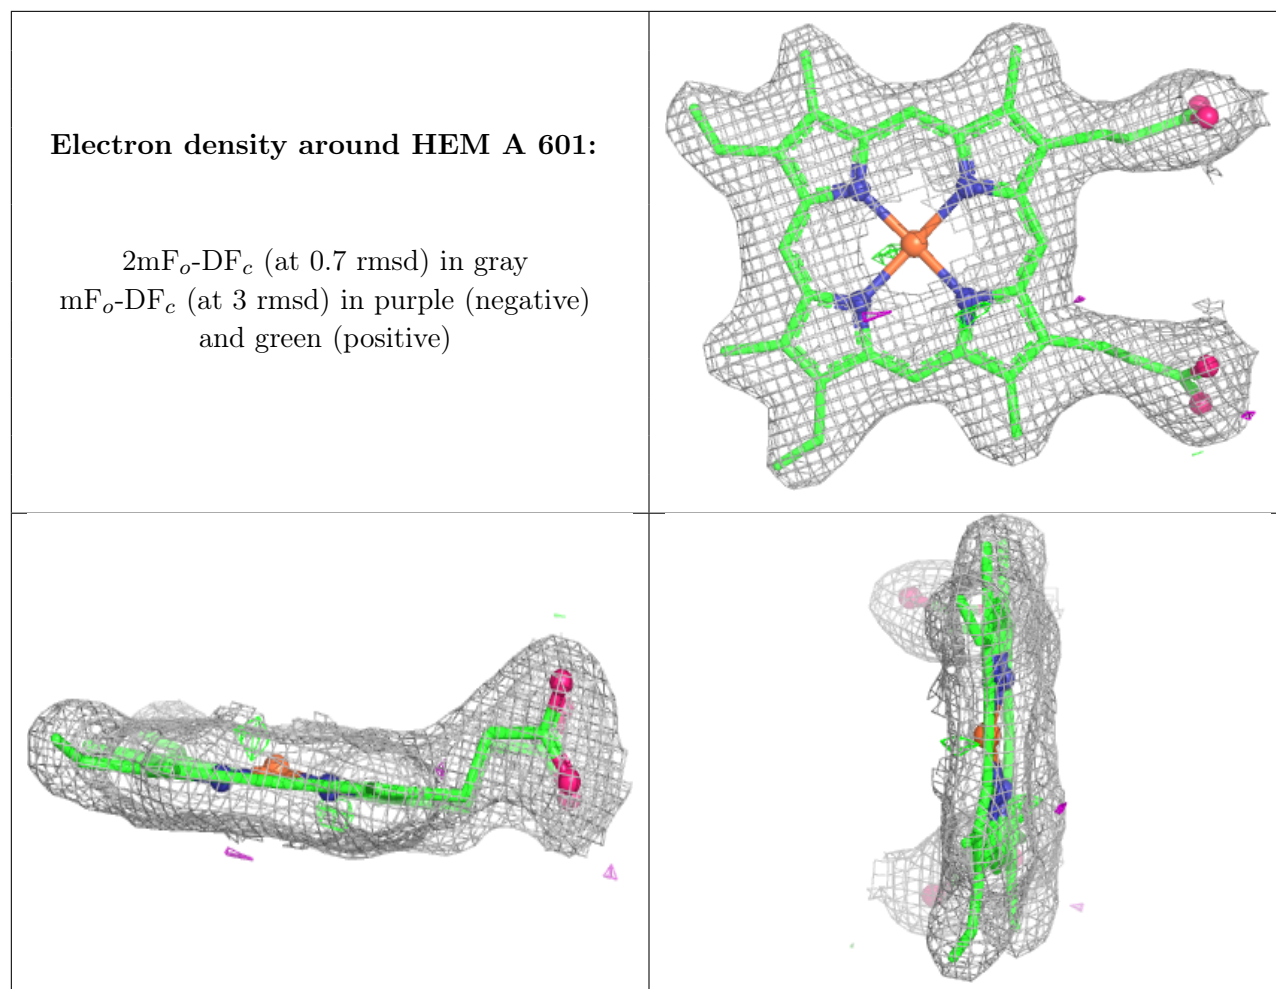 Electron density around HEM A 601:
2mFₒ-DF𝒸 (at 0.7 rmsd) in gray
mFₒ-DF𝒸 (at 3 rmsd) in purple (negative)
and green (positive)